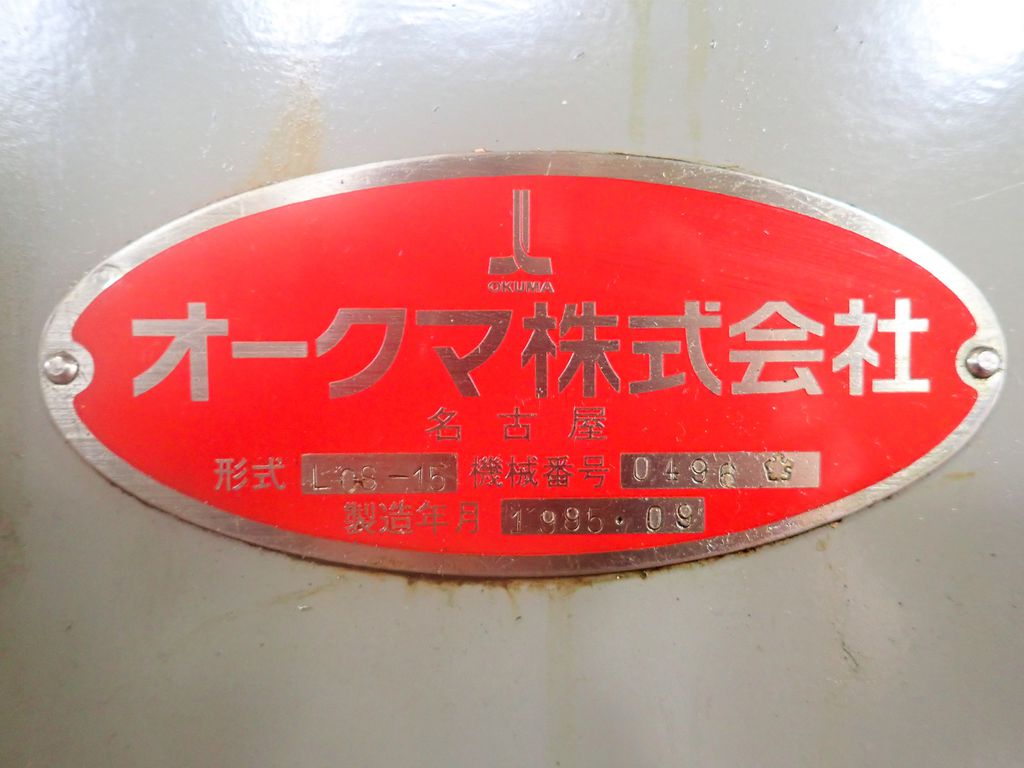 OKUMA
オークマ株式会社
名古屋
形式 LCS-15 機械番号 0496
製造年月 1995.09